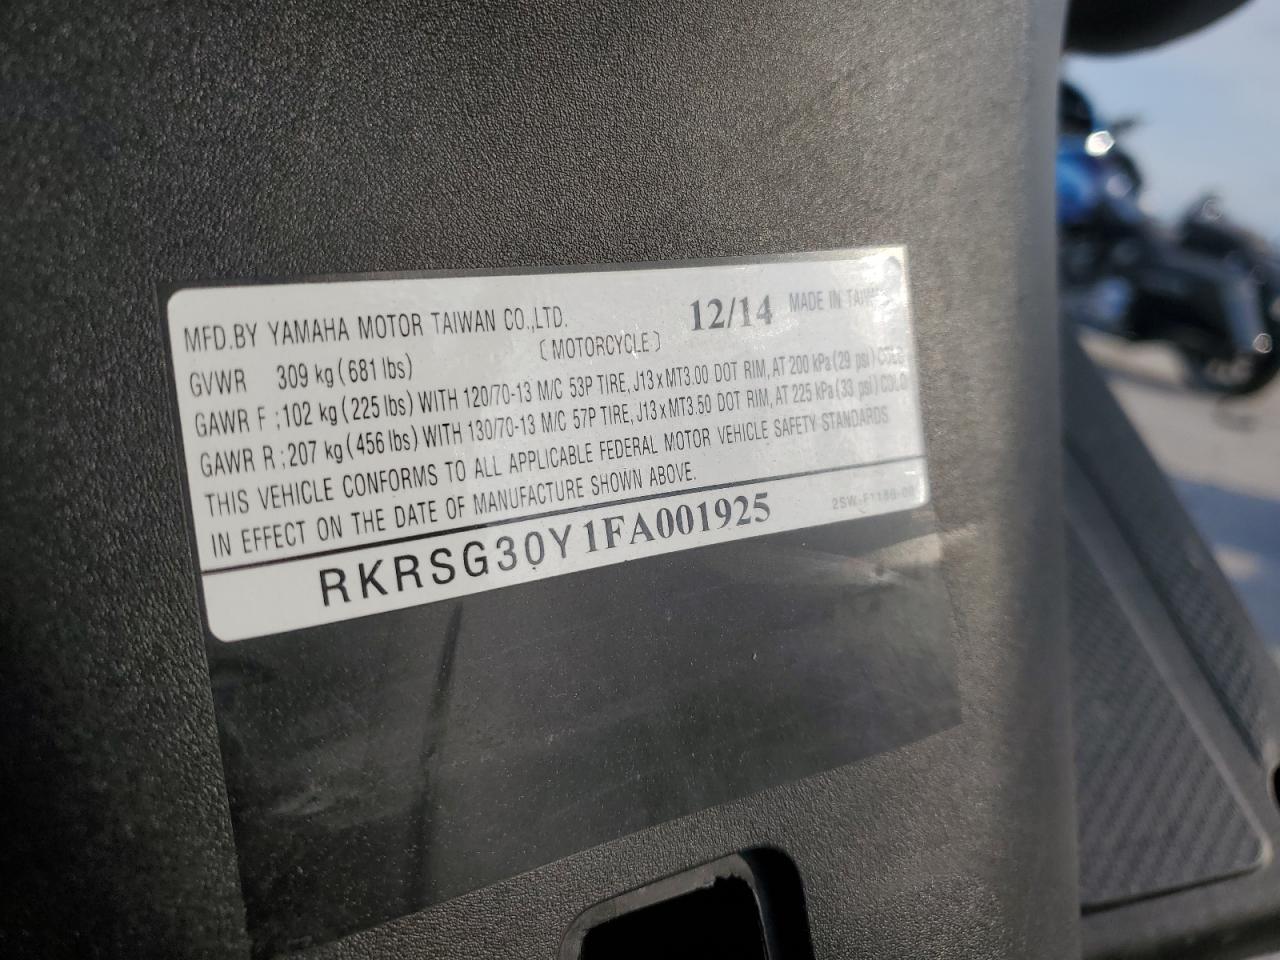 MFD.BY YAMAHA MOTOR TAIWAN CO.,LTD. 12/14 MADE IN TAIWAN
GVWR 309 kg (681 lbs) (MOTORCYCLE)
GAWR F ; 102 kg (225 lbs) WITH 120/70-13 M/C 53P TIRE, J13 x MT3.00 DOT RIM, AT 200 kPa (29 psi) COLD
GAWR R ; 207 kg (456 lbs) WITH 130/70-13 M/C 57P TIRE, J13 x MT3.50 DOT RIM, AT 225 kPa (33 psi) COLD
THIS VEHICLE CONFORMS TO ALL APPLICABLE FEDERAL MOTOR VEHICLE SAFETY STANDARDS
IN EFFECT ON THE DATE OF MANUFACTURE SHOWN ABOVE.
RKRSG30Y1FA001925